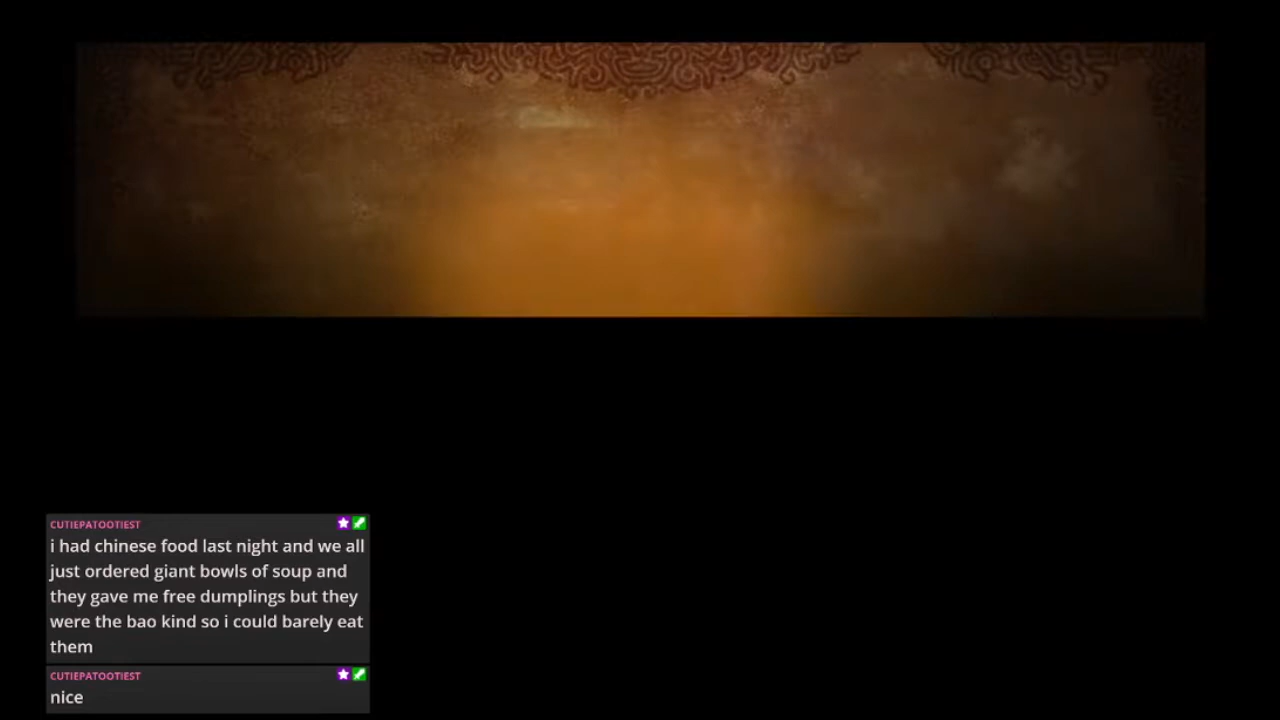 CUTIEPATOOTIEST
i had chinese food last night and we all
just ordered giant bowls of soup and
they gave me free dumplings but they
were the bao kind so i could barely eat
them
CUTIEPATOOTIEST
nice